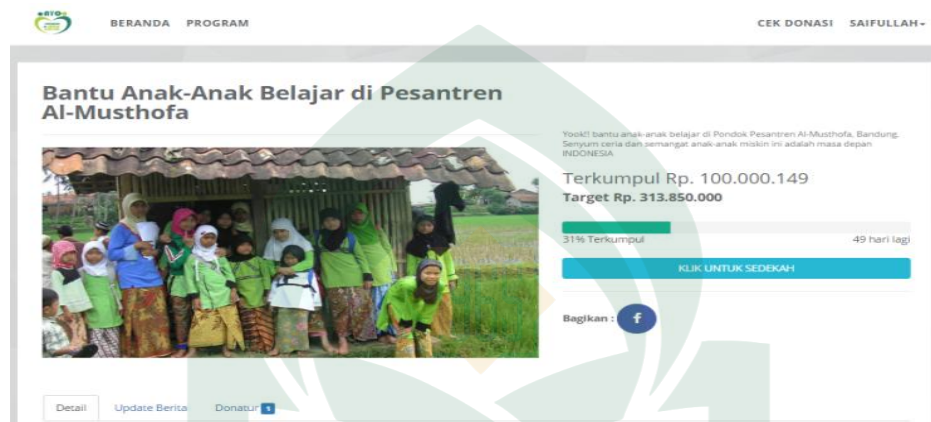 BERANDA PROGRAM CEK DONASI SAIFULLAH
Bantu Anak-Anak Belajar di Pesantren
Al-Musthofa
Yook!! bantu anak-anak belajar di Pondok Pesantren Al-Musthofa, Bandung,
Senyum ceria dan semangat anak-anak miskin ini adalah masa depan
INDONESIA
Terkumpul Rp. 100.000.149
Target Rp. 313.850.000
31% Terkumpul 49 hari lagi
KLIK UNTUK SEDEKAH
Bagikan : f
Detail Update Berita Donatur 1